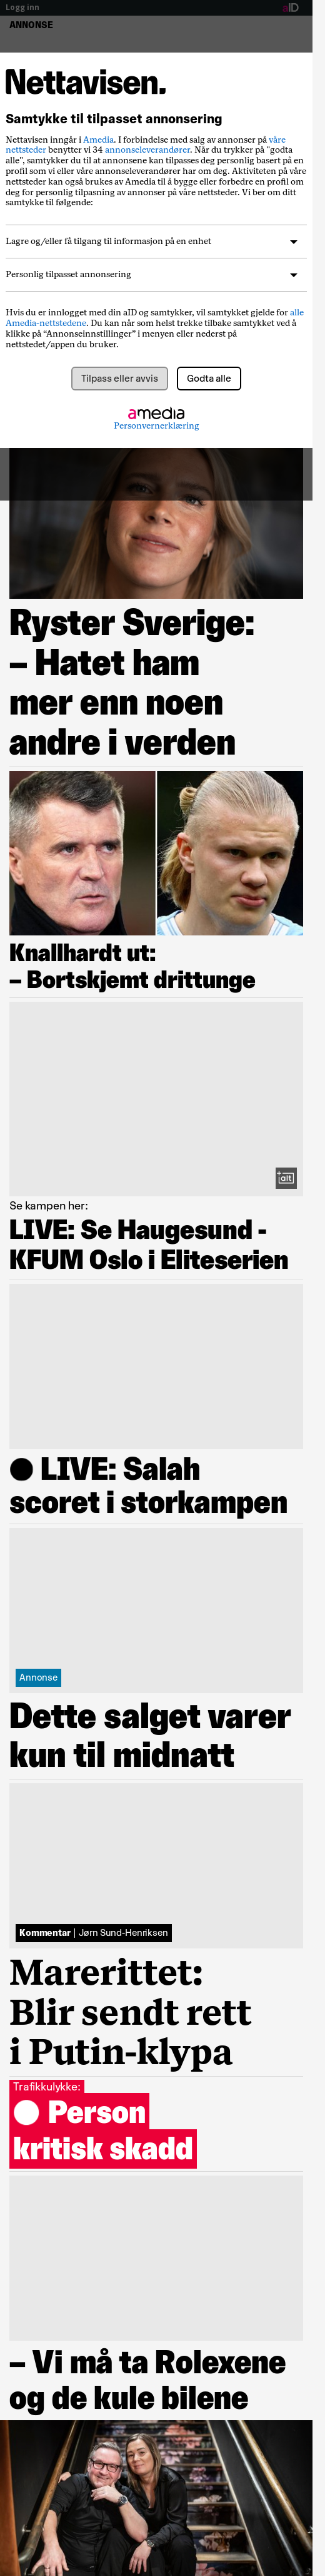 Logg inn
aID
ANNONSE
Nettavisen.
Samtykke til tilpasset annonsering
Nettavisen inngår i Amedia. I forbindelse med salg av annonser på våre
nettsteder benytter vi 34 annonseleverandører. Når du trykker på "godta
alle", samtykker du til at annonsene kan tilpasses deg personlig basert på en
profil som vi eller våre annonseleverandører har om deg. Aktiviteten på våre
nettsteder kan også brukes av Amedia til å bygge eller forbedre en profil om
deg for personlig tilpasning av annonser på våre nettsteder. Vi ber om ditt
samtykke til følgende:
Lagre og/eller få tilgang til informasjon på en enhet
Personlig tilpasset annonsering
Hvis du er innlogget med din aID og samtykker, vil samtykket gjelde for alle
Amedia-nettstedene. Du kan når som helst trekke tilbake samtykket ved å
klikke på “Annonseinnstillinger” i menyen eller nederst på
nettstedet/appen du bruker.
Tilpass eller avvis
Godta alle
amedia
Personvernerklæring
Ryster Sverige:
– Hatet ham
mer enn noen
andre i verden
Knallhardt ut:
– Bortskjemt drittunge
+alt
Se kampen her:
LIVE: Se Haugesund -
KFUM Oslo i Eliteserien
LIVE: Salah
scoret i storkampen
Annonse
Dette salget varer
kun til midnatt
Kommentar | Jørn Sund-Henriksen
Marerittet:
Blir sendt rett
i Putin-klypa
Trafikkulykke:
Person
kritisk skadd
– Vi må ta Rolexene
og de kule bilene